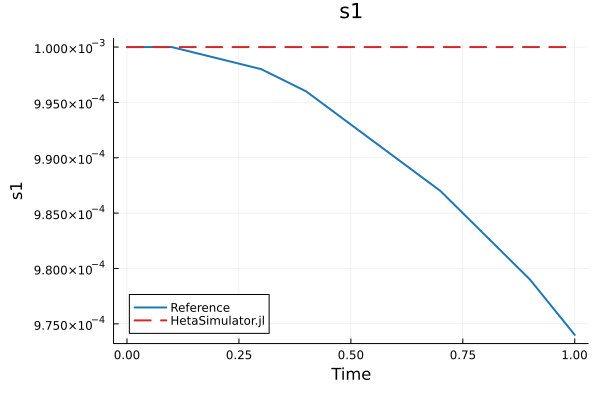 s1
1.000×10⁻³
9.950×10⁻⁴
9.900×10⁻⁴
9.850×10⁻⁴
9.800×10⁻⁴
9.750×10⁻⁴
s1
Reference
HetaSimulator.jl
0.00 0.25 0.50 0.75 1.00
Time